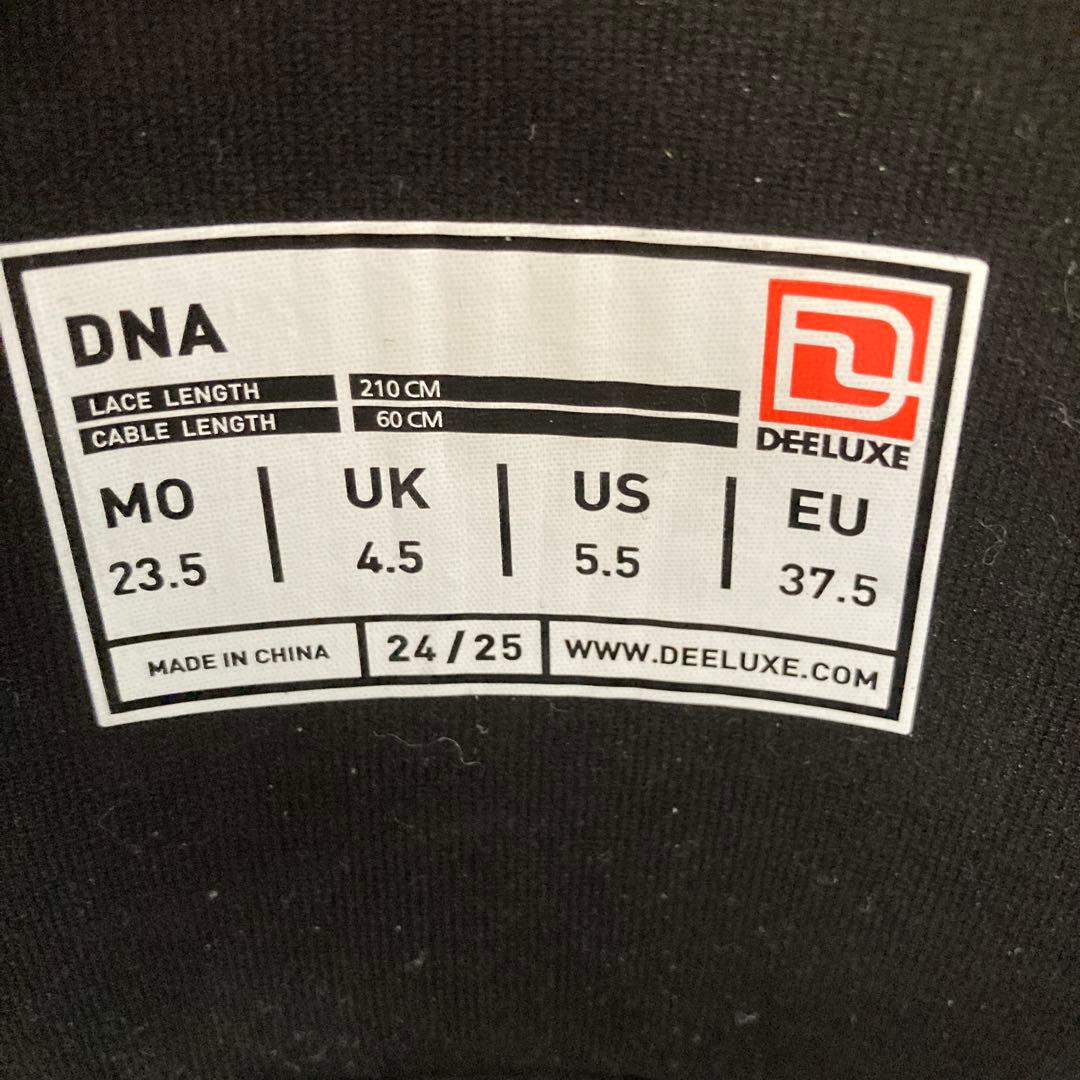 DNA
LACE LENGTH 210 CM
CABLE LENGTH 60 CM
DEELUXE
MO UK US EU
23.5 4.5 5.5 37.5
MADE IN CHINA 24/25 WWW.DEELUXE.COM